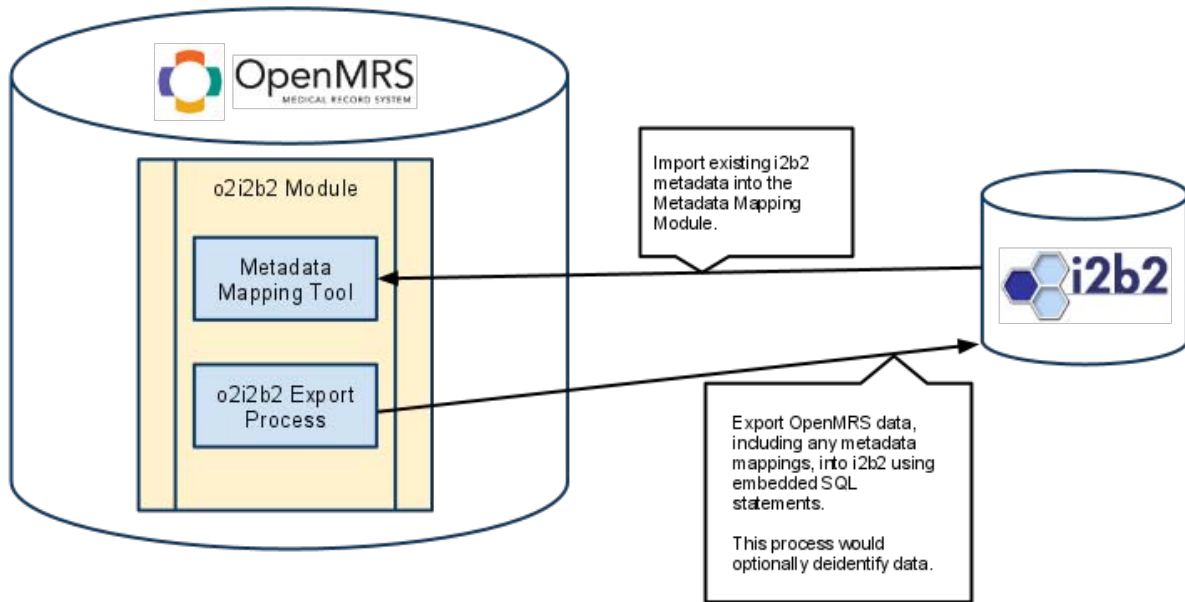 OpenMRS
MEDICAL RECORD SYSTEM
o2i2b2 Module
Metadata
Mapping Tool
o2i2b2 Export
Process
Import existing i2b2
metadata into the
Metadata Mapping
Module.
i2b2
Export OpenMRS data,
including any metadata
mappings, into i2b2 using
embedded SQL
statements.
This process would
optionally deidentify data.